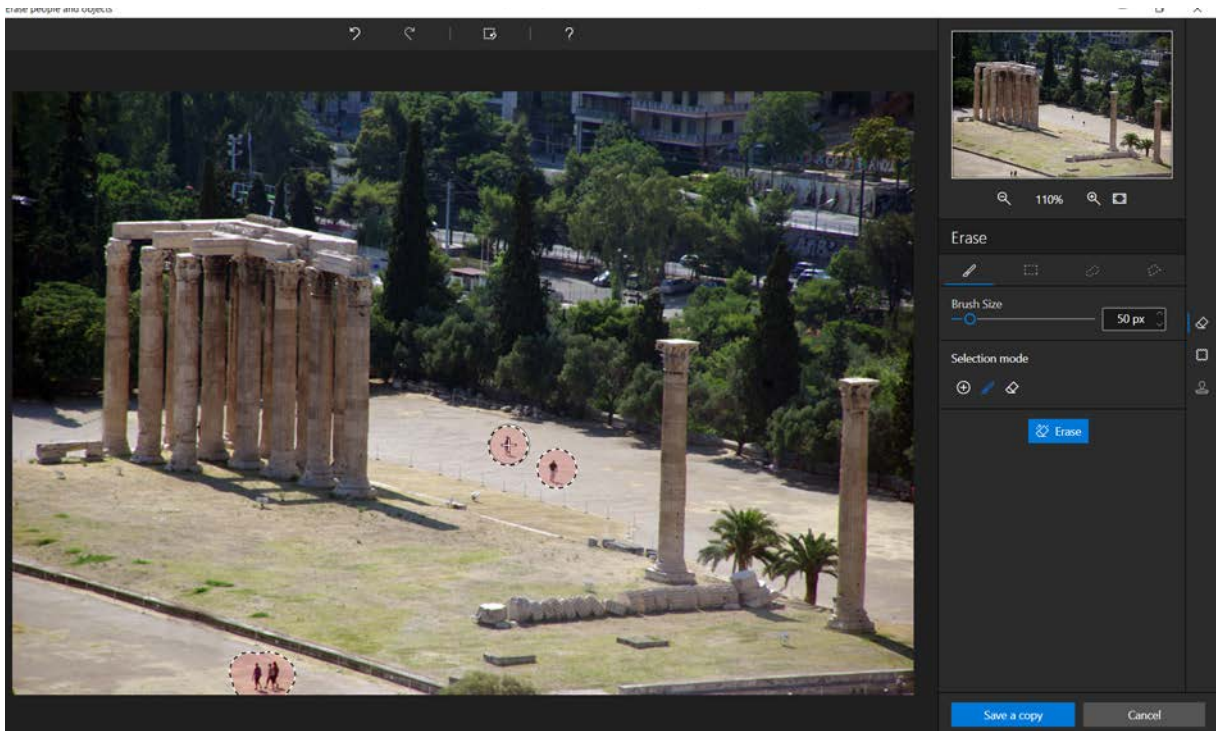 Erase people and objects
?
110%
Erase
Brush Size
50 px
Selection mode
Erase
Save a copy
Cancel